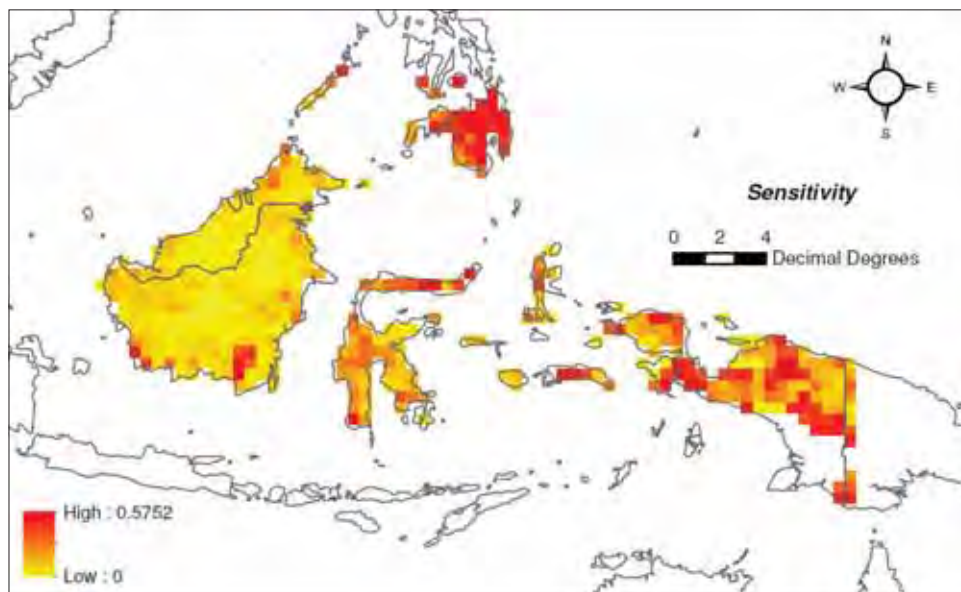 N
W E
S
Sensitivity
0 2 4
Decimal Degrees
High : 0.5752
Low : 0